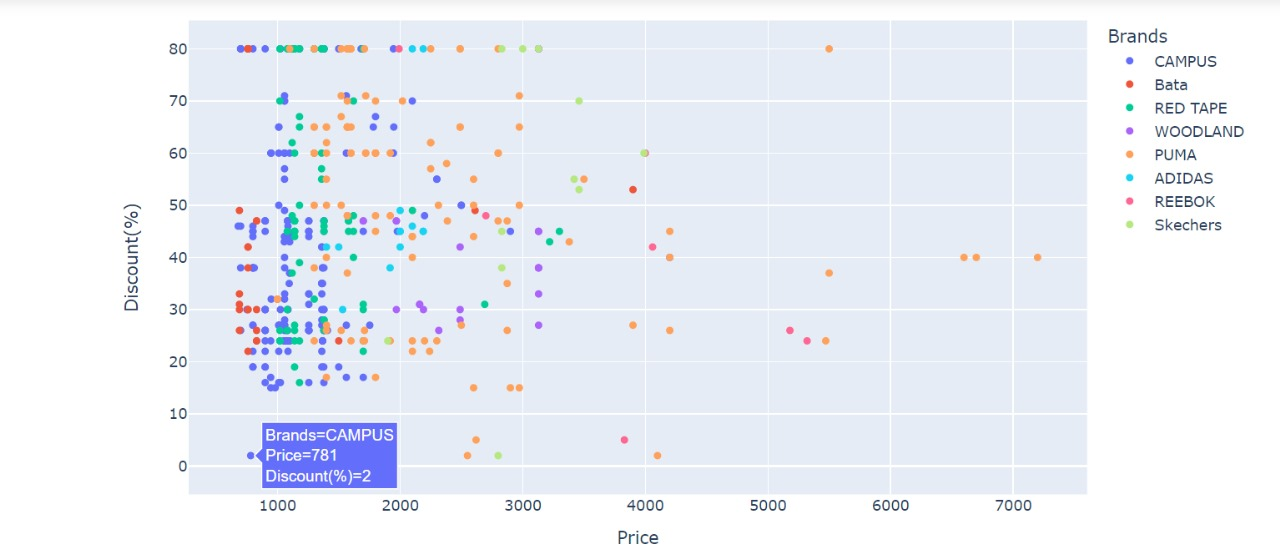 80
70
60
50
40
30
20
10
0
Discount(%)
1000 2000 3000 4000 5000 6000 7000
Price
Brands=CAMPUS
Price=781
Discount(%)=2
Brands
CAMPUS
Bata
RED TAPE
WOODLAND
PUMA
ADIDAS
REEBOK
Skechers